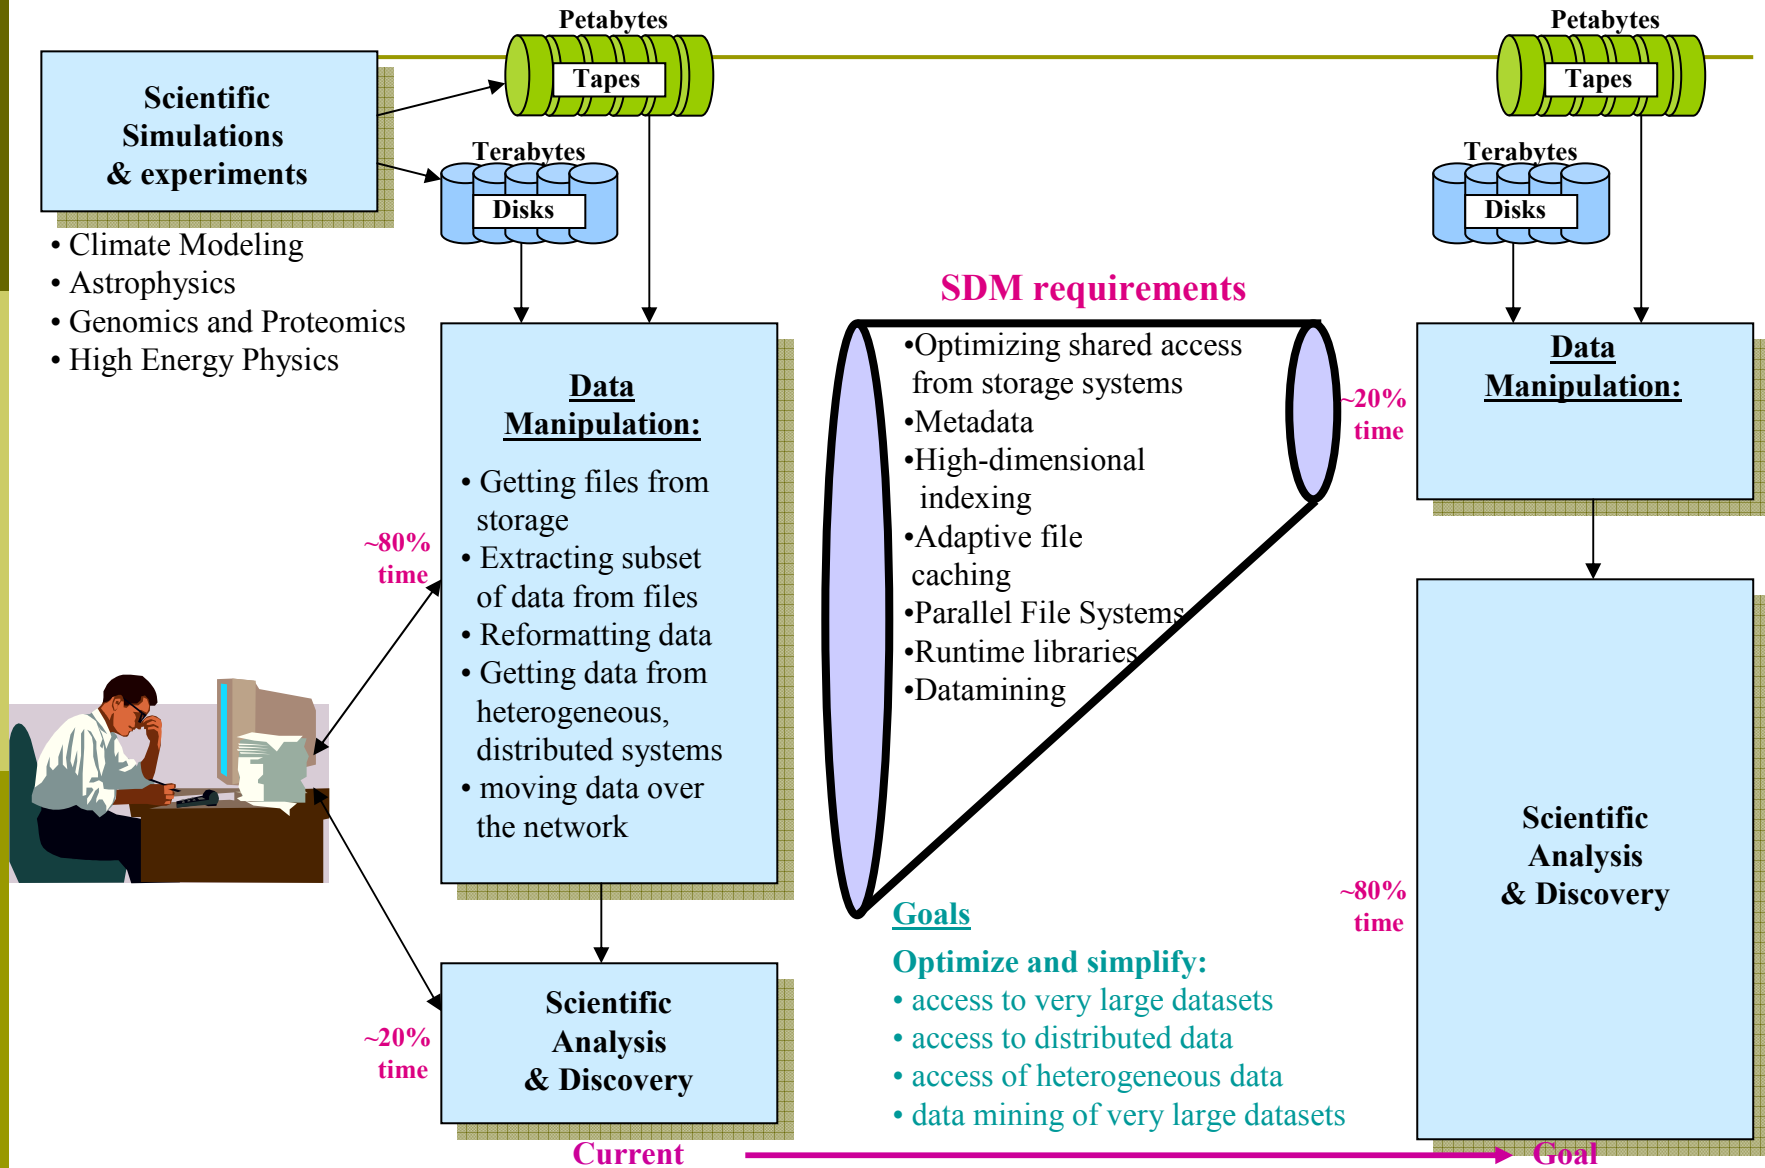 Petabytes
Tapes
Terabytes
Disks
Scientific
Simulations
& experiments
• Climate Modeling
• Astrophysics
• Genomics and Proteomics
• High Energy Physics
Data
Manipulation:
• Getting files from
storage
• Extracting subset
of data from files
• Reformatting data
• Getting data from
heterogeneous,
distributed systems
• moving data over
the network
~80%
time
Scientific
Analysis
& Discovery
~20%
time
SDM requirements
•Optimizing shared access
from storage systems
•Metadata
•High-dimensional
indexing
•Adaptive file
caching
•Parallel File Systems
•Runtime libraries
•Datamining
Goals
Optimize and simplify:
• access to very large datasets
• access to distributed data
• access of heterogeneous data
• data mining of very large datasets
Petabytes
Tapes
Terabytes
Disks
Data
Manipulation:
~20%
time
Scientific
Analysis
& Discovery
~80%
time
Current
Goal